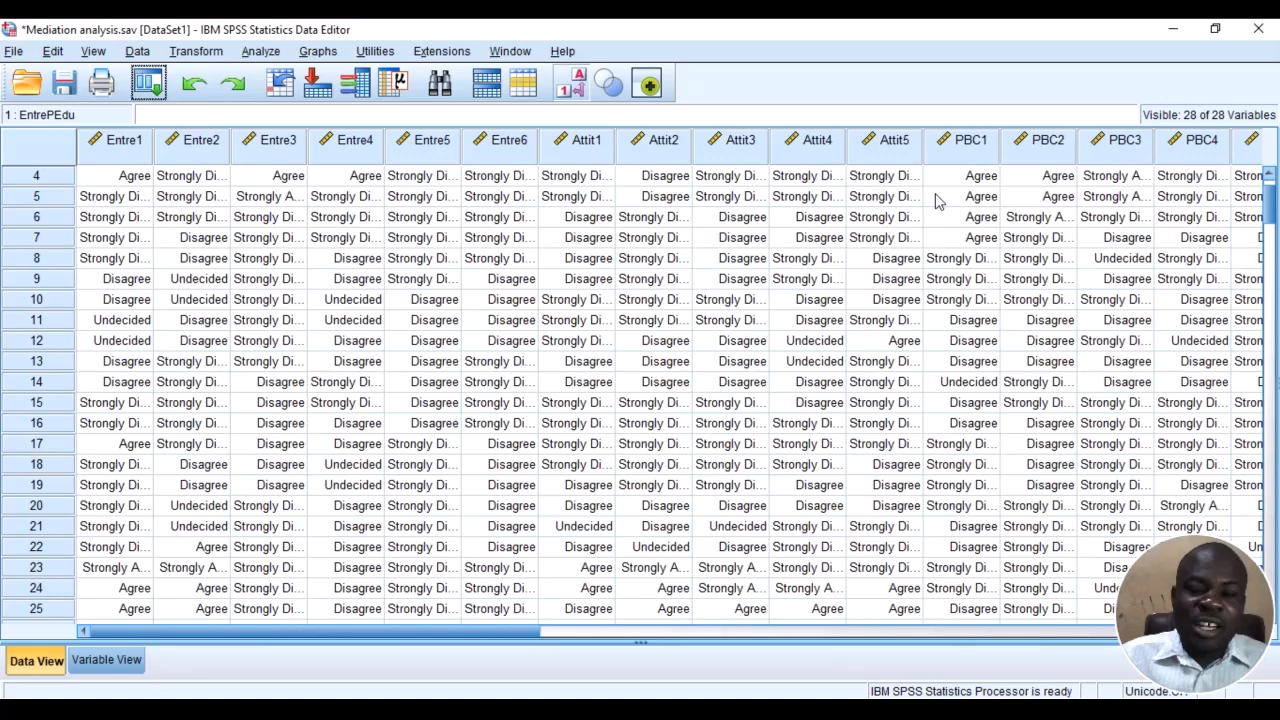 *Mediation analysis.sav [DataSet1] - IBM SPSS Statistics Data Editor
File Edit View Data Transform Analyze Graphs Utilities Extensions Window Help
1 : EntrePEdu Visible: 28 of 28 Variables
Entre1 Entre2 Entre3 Entre4 Entre5 Entre6 Attit1 Attit2 Attit3 Attit4 Attit5 PBC1 PBC2 PBC3 PBC4
4 Agree Strongly Di... Agree Agree Strongly Di... Strongly Di... Strongly Di... Disagree Strongly Di... Strongly Di... Strongly Di... Agree Agree Strongly A... Strongly Di... Stron
5 Strongly Di... Strongly Di... Strongly A... Strongly Di... Strongly Di... Strongly Di... Strongly Di... Disagree Strongly Di... Strongly Di... Strongly Di... Agree Agree Strongly A... Strongly Di... Stron
6 Strongly Di... Strongly Di... Strongly Di... Strongly Di... Strongly Di... Strongly Di... Disagree Strongly Di... Disagree Disagree Strongly Di... Agree Strongly A... Strongly Di... Strongly Di... Stron
7 Strongly Di... Disagree Strongly Di... Strongly Di... Strongly Di... Strongly Di... Disagree Strongly Di... Disagree Disagree Strongly Di... Agree Strongly Di... Disagree Disagree
8 Strongly Di... Disagree Strongly Di... Disagree Strongly Di... Disagree Disagree Disagree Disagree Strongly Di... Disagree Strongly Di... Strongly Di... Undecided Strongly Di...
9 Disagree Undecided Strongly Di... Disagree Strongly Di... Disagree Disagree Disagree Disagree Strongly Di... Disagree Strongly Di... Strongly Di... Disagree Strongly Di... Stron
10 Disagree Undecided Strongly Di... Undecided Disagree Disagree Strongly Di... Strongly Di... Strongly Di... Disagree Disagree Strongly Di... Strongly Di... Strongly Di... Disagree Stron
11 Undecided Disagree Strongly Di... Undecided Disagree Disagree Strongly Di... Strongly Di... Strongly Di... Disagree Strongly Di... Disagree Disagree Strongly Di... Disagree Stron
12 Undecided Disagree Strongly Di... Disagree Disagree Disagree Strongly Di... Disagree Disagree Undecided Agree Disagree Disagree Strongly Di... Undecided Stron
13 Disagree Strongly Di... Strongly Di... Disagree Disagree Strongly Di... Disagree Disagree Disagree Undecided Strongly Di... Disagree Disagree Strongly Di... Disagree Stron
14 Disagree Strongly Di... Disagree Strongly Di... Disagree Strongly Di... Disagree Disagree Disagree Disagree Strongly Di... Undecided Strongly Di... Disagree Disagree Stron
15 Strongly Di... Strongly Di... Disagree Strongly Di... Disagree Strongly Di... Strongly Di... Disagree Disagree Strongly Di... Strongly Di... Disagree Strongly Di... Disagree Strongly Di... Stron
16 Strongly Di... Strongly Di... Disagree Disagree Disagree Strongly Di... Strongly Di... Disagree Disagree Strongly Di... Strongly Di... Disagree Disagree Disagree Strongly Di... Stron
17 Agree Strongly Di... Disagree Disagree Strongly Di... Disagree Strongly Di... Disagree Strongly Di... Strongly Di... Strongly Di... Strongly Di... Disagree Disagree Strongly Di... Stron
18 Strongly Di... Disagree Disagree Undecided Strongly Di... Disagree Strongly Di... Strongly Di... Strongly Di... Strongly Di... Disagree Strongly Di... Disagree Strongly Di... Strongly Di... Stron
19 Strongly Di... Disagree Disagree Undecided Strongly Di... Disagree Disagree Strongly Di... Strongly Di... Strongly Di... Disagree Strongly Di... Disagree Strongly Di... Strongly Di... Stron
20 Strongly Di... Undecided Strongly Di... Disagree Strongly Di... Disagree Disagree Disagree Disagree Strongly Di... Disagree Strongly Di... Strongly Di... Strongly Di... Strongly A...
21 Strongly Di... Undecided Strongly Di... Disagree Strongly Di... Disagree Undecided Disagree Undecided Strongly Di... Strongly Di... Disagree Strongly Di... Disagree Strongly Di...
22 Strongly Di... Agree Strongly Di... Disagree Strongly Di... Disagree Disagree Undecided Disagree Strongly Di... Strongly Di... Disagree Strongly Di... Disagree Un
23 Strongly A... Strongly A... Strongly Di... Disagree Strongly Di... Strongly Di... Agree Strongly A... Strongly A... Agree Agree Strongly Di... Disagree
24 Agree Agree Strongly Di... Disagree Strongly Di... Strongly Di... Agree Agree Strongly A... Strongly A... Agree Strongly Di... Strongly Di...
25 Agree Agree Strongly Di... Disagree Strongly Di... Strongly Di... Disagree Agree Agree Agree Agree Disagree Strongly Di...
Data View Variable View
IBM SPSS Statistics Processor is ready